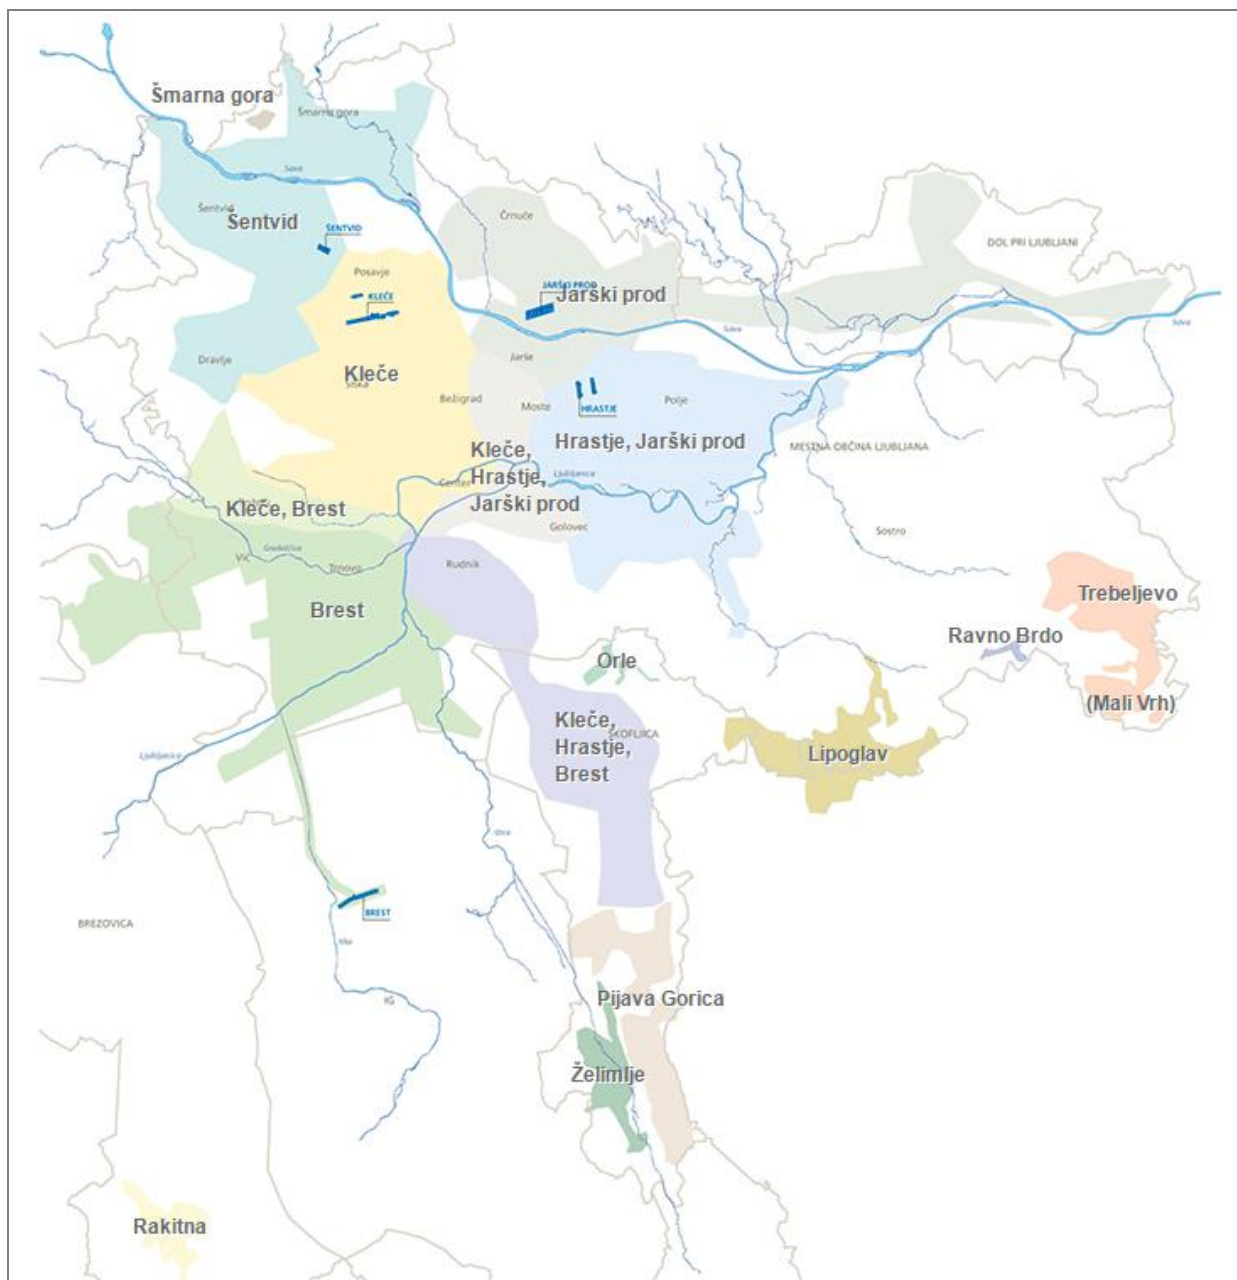 Šmarna gora
Šmarna gora
Sava
Šentvid
Šentvid
ŠENTVID
Črnuče
DOL PRI LJUBLJANI
Posavje
KLEČE
JARŠKI PROD
Jarški prod
Sava
Sava
Dravlje
Kleče
Jarše
Bežigrad
Moste
HRASTJE
Polje
Hrastje, Jarški prod
MESTNA OBČINA LJUBLJANA
Kleče,
Hrastje,
Jarški prod
Center
Ljubljanica
Kleče, Brest
Golovec
Sostro
Vič
Gradaščica
Trnovo
Rudnik
Brest
Trebeljevo
Ravno Brdo
Orle
(Mali Vrh)
Kleče,
Hrastje,
Brest
ŠKOFLJICA
Lipoglav
Ljubljanica
BREST
BREZOVICA
IG
Pijava Gorica
Želimlje
Rakitna